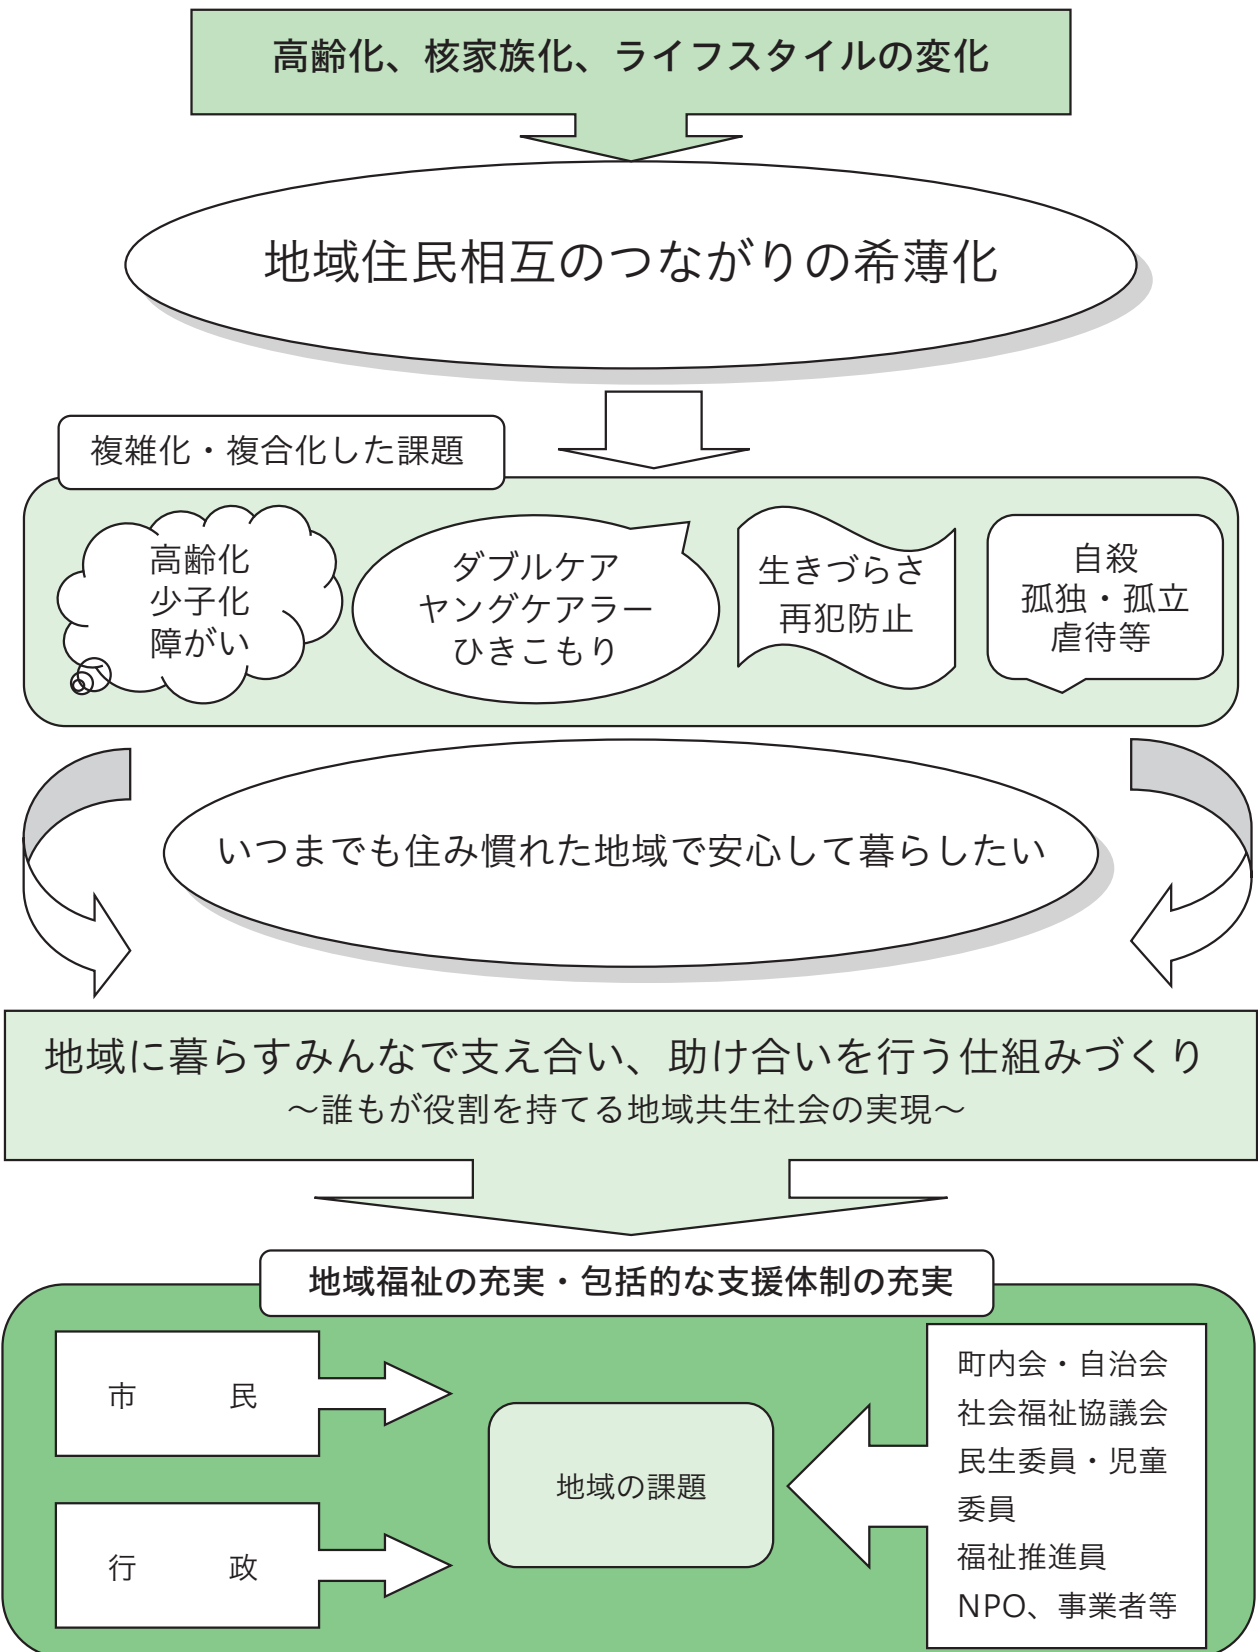 高齢化、核家族化、ライフスタイルの変化
地域住民相互のつながりの希薄化
複雑化・複合化した課題
高齢化
少子化
障がい
ダブルケア
ヤングケアラー
ひきこもり
生きづらさ
再犯防止
自殺
孤独・孤立
虐待等
いつまでも住み慣れた地域で安心して暮らしたい
地域に暮らすみんなで支え合い、助け合いを行う仕組みづくり
～誰もが役割を持てる地域共生社会の実現～
地域福祉の充実・包括的な支援体制の充実
市　　　民
行　　　政
地域の課題
町内会・自治会
社会福祉協議会
民生委員・児童
委員
福祉推進員
NPO、事業者等